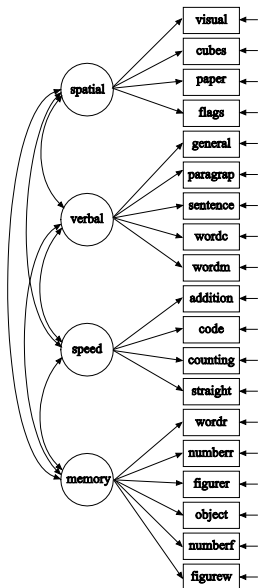 visual
cubes
spatial
paper
flags
general
paragrap
verbal
sentence
wordc
wordm
addition
code
speed
counting
straight
wordr
numberr
memory
figurer
object
numberf
figurew